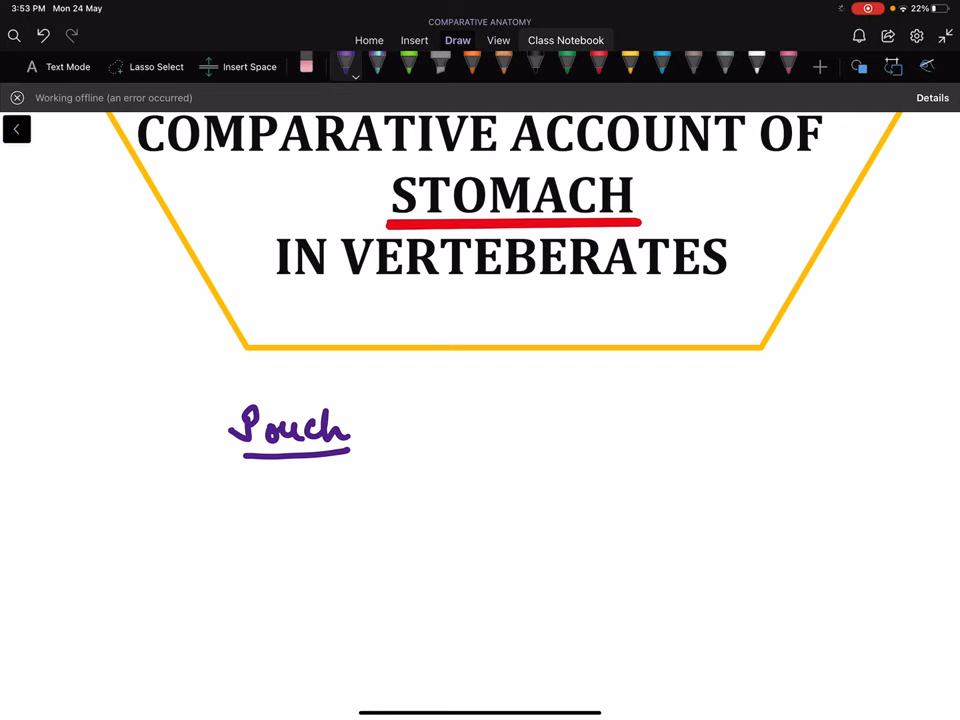 3:53 PM Mon 24 May
22%
COMPARATIVE ANATOMY
Home Insert Draw View Class Notebook
A Text Mode Lasso Select Insert Space
Working offline (an error occurred) Details
COMPARATIVE ACCOUNT OF
STOMACH
IN VERTEBERATES
Pouch